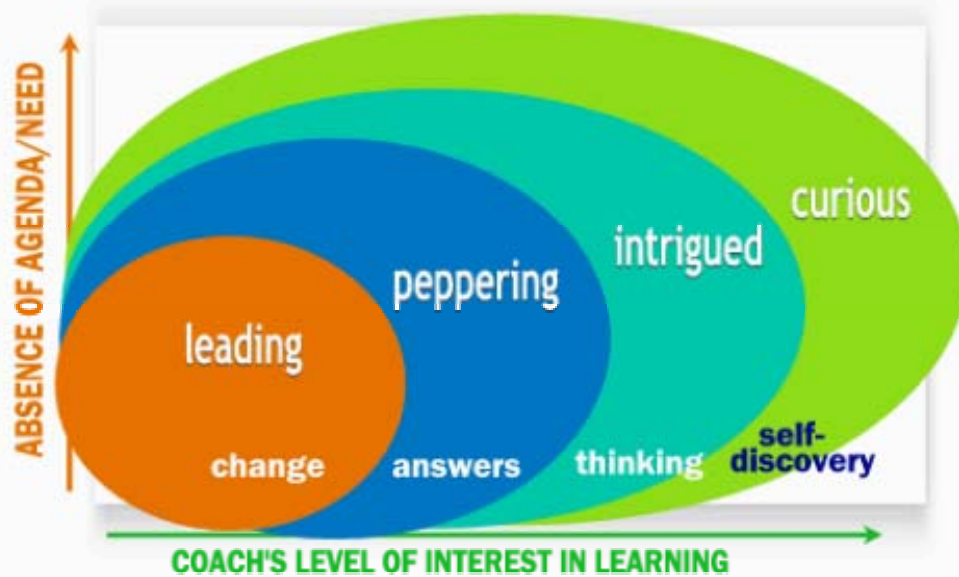 ABSENCE OF AGENDA/NEED
curious
intrigued
peppering
leading
change
answers
thinking
self-
discovery
COACH'S LEVEL OF INTEREST IN LEARNING